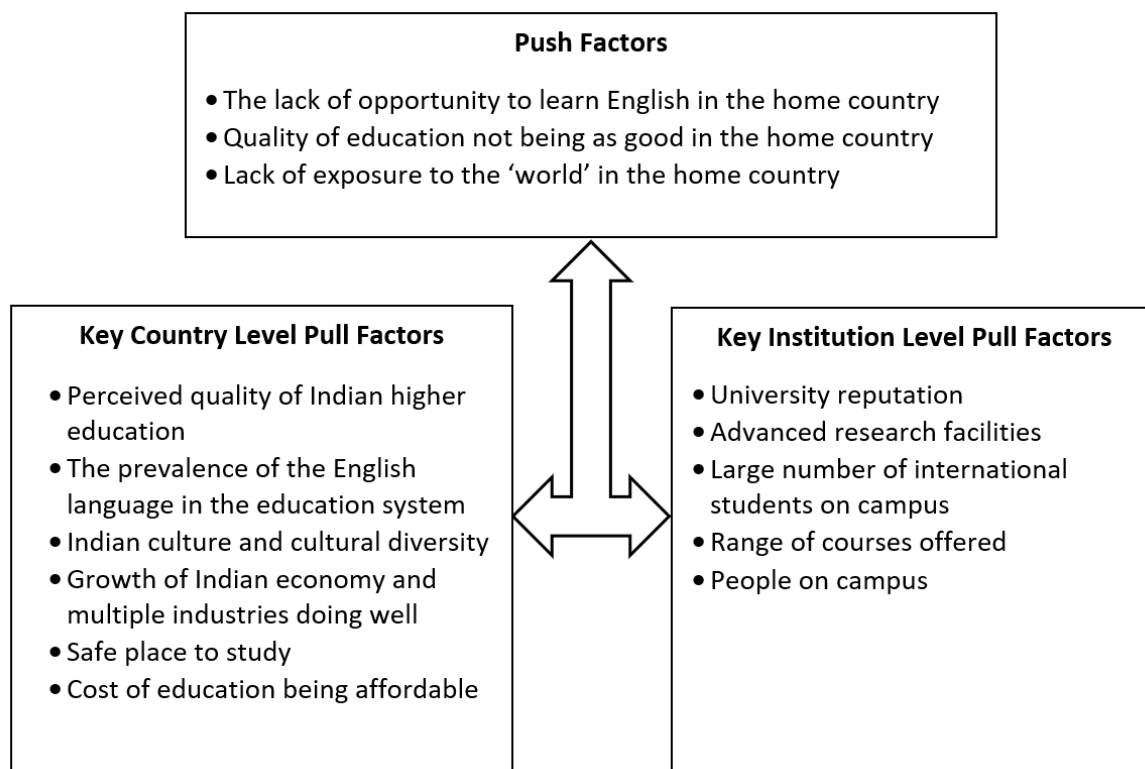 Push Factors
• The lack of opportunity to learn English in the home country
• Quality of education not being as good in the home country
• Lack of exposure to the ‘world’ in the home country
Key Country Level Pull Factors
• Perceived quality of Indian higher
education
• The prevalence of the English
language in the education system
• Indian culture and cultural diversity
• Growth of Indian economy and
multiple industries doing well
• Safe place to study
• Cost of education being affordable
Key Institution Level Pull Factors
• University reputation
• Advanced research facilities
• Large number of international
students on campus
• Range of courses offered
• People on campus